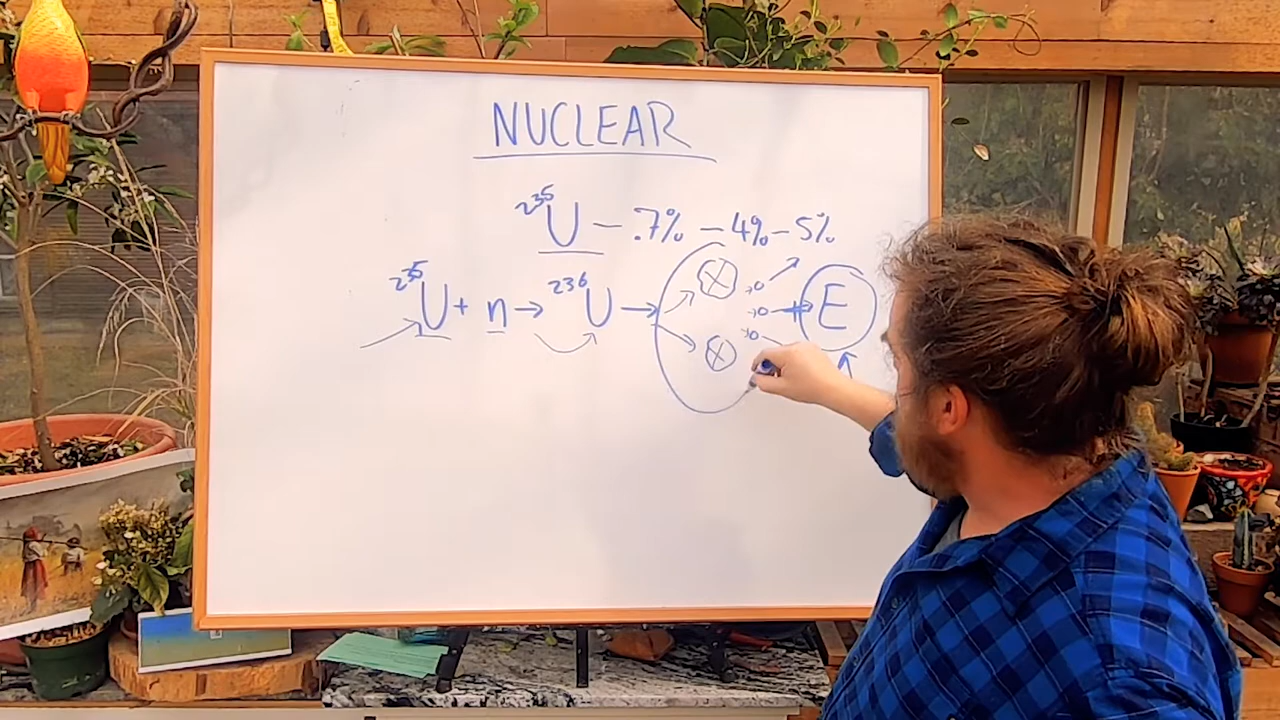 NUCLEAR
²³⁵U – .7% – 4% – 5%
²³⁵U + n → ²³⁶U → E